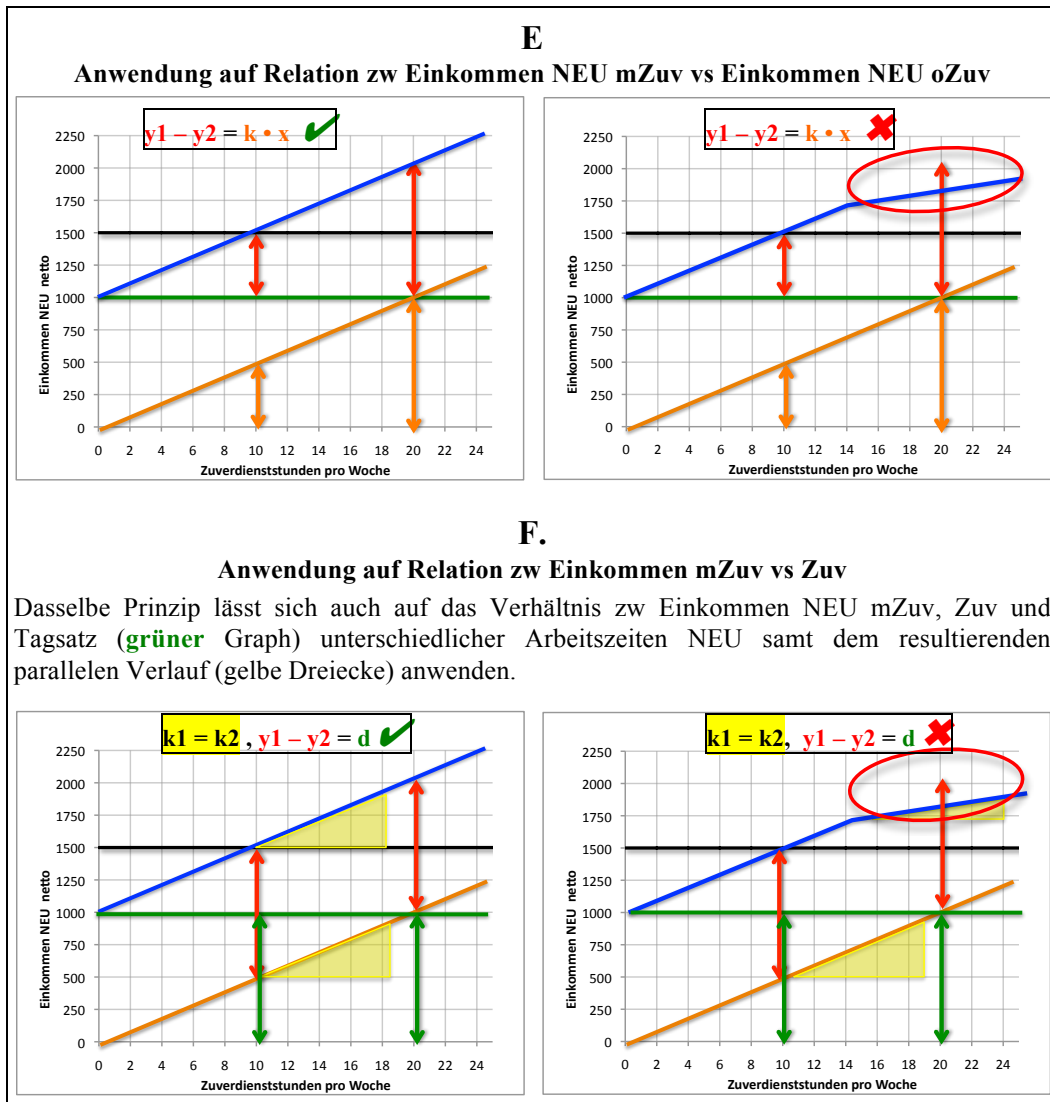 E
Anwendung auf Relation zw Einkommen NEU mZuv vs Einkommen NEU oZuv
y1 – y2 = k • x ✔
2250
2000
1750
1500
1250
1000
750
500
250
0
Einkommen NEU netto
0 2 4 6 8 10 12 14 16 18 20 22 24
Zuverdienststunden pro Woche
y1 – y2 = k • x ✖
2250
2000
1750
1500
1250
1000
750
500
250
0
Einkommen NEU netto
0 2 4 6 8 10 12 14 16 18 20 22 24
Zuverdienststunden pro Woche
F.
Anwendung auf Relation zw Einkommen mZuv vs Zuv
Dasselbe Prinzip lässt sich auch auf das Verhältnis zw Einkommen NEU mZuv, Zuv und
Tagsatz (grüner Graph) unterschiedlicher Arbeitszeiten NEU samt dem resultierenden
parallelen Verlauf (gelbe Dreiecke) anwenden.
k1 = k2 , y1 – y2 = d ✔
2250
2000
1750
1500
1250
1000
750
500
250
0
Einkommen NEU netto
0 2 4 6 8 10 12 14 16 18 20 22 24
Zuverdienststunden pro Woche
k1 = k2, y1 – y2 = d ✖
2250
2000
1750
1500
1250
1000
750
500
250
0
Einkommen NEU netto
0 2 4 6 8 10 12 14 16 18 20 22 24
Zuverdienststunden pro Woche